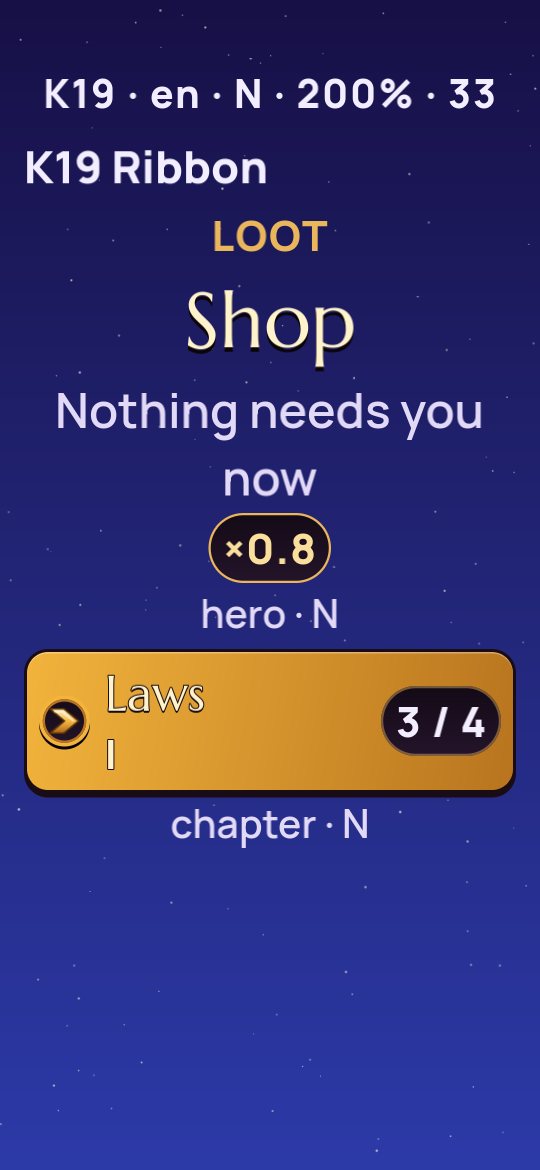 K19 · en · N · 200% · 33
K19 Ribbon
LOOT
Shop
Nothing needs you
now
×0.8
hero · N
Laws
I
3 / 4
chapter · N